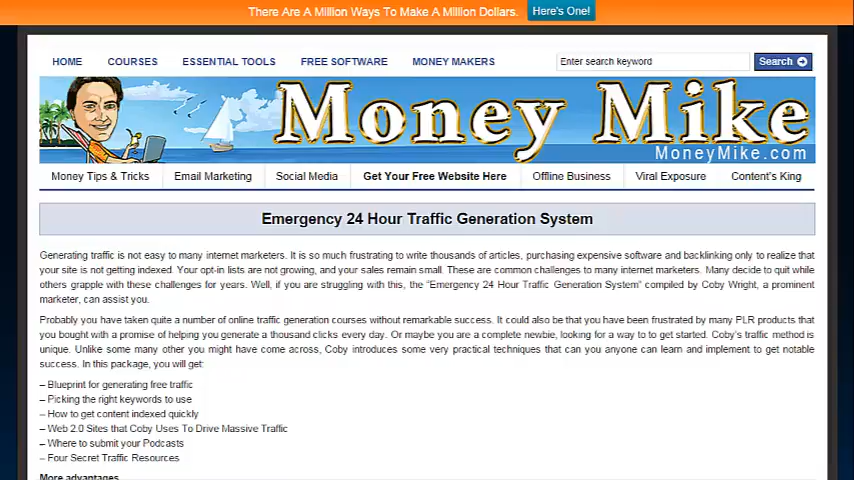 There Are A Million Ways To Make A Million Dollars. Here's One!
HOME COURSES ESSENTIAL TOOLS FREE SOFTWARE MONEY MAKERS Enter search keyword Search
Money Mike
MoneyMike.com
Money Tips & Tricks Email Marketing Social Media Get Your Free Website Here Offline Business Viral Exposure Content's King
Emergency 24 Hour Traffic Generation System
Generating traffic is not easy to many internet marketers. It is so much frustrating to write thousands of articles, purchasing expensive software and backlinking only to realize that
your site is not getting indexed. Your opt-in lists are not growing, and your sales remain small. These are common challenges to many internet marketers. Many decide to quit while
others grapple with these challenges for years. Well, if you are struggling with this, the “Emergency 24 Hour Traffic Generation System” compiled by Coby Wright, a prominent
marketer, can assist you.
Probably you have taken quite a number of online traffic generation courses without remarkable success. It could also be that you have been frustrated by many PLR products that
you bought with a promise of helping you generate a thousand clicks every day. Or maybe you are a complete newbie, looking for a way to to get started. Coby's traffic method is
unique. Unlike some many other you might have come across, Coby introduces some very practical techniques that can you anyone can learn and implement to get notable
success. In this package, you will get:
– Blueprint for generating free traffic
– Picking the right keywords to use
– How to get content indexed quickly
– Web 2.0 Sites that Coby Uses To Drive Massive Traffic
– Where to submit your Podcasts
– Four Secret Traffic Resources
More advantages